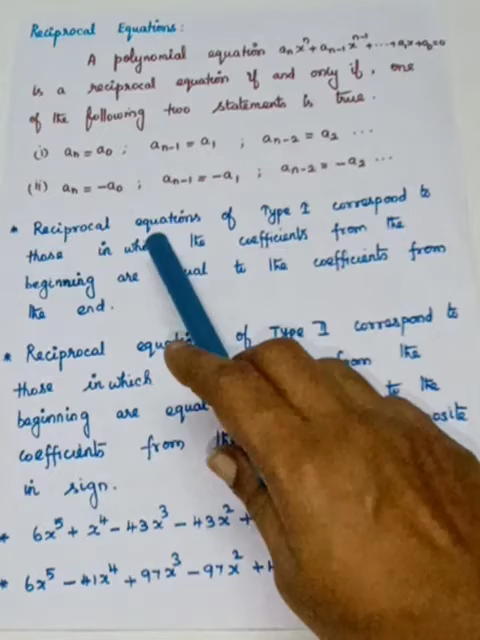 Reciprocal Equations:
A polynomial equation aₙxⁿ + aₙ₋₁xⁿ⁻¹ + ... + a₁x + a₀ = 0
is a reciprocal equation if and only if, one
of the following two statements is true.
(i) aₙ = a₀ ; aₙ₋₁ = a₁ ; aₙ₋₂ = a₂ ...
(ii) aₙ = -a₀ ; aₙ₋₁ = -a₁ ; aₙ₋₂ = -a₂ ...
* Reciprocal equations of Type I correspond to
those in the coefficients from the
beginning are to the coefficients from
the end.
* Reciprocal of Type II correspond to
those in which from the
beginning are equal to the
coefficients from
in sign.
* 6x⁵ + x⁴ - 43x³ - 43x² +
* 6x⁵ - 41x⁴ + 97x³ - 97x² +